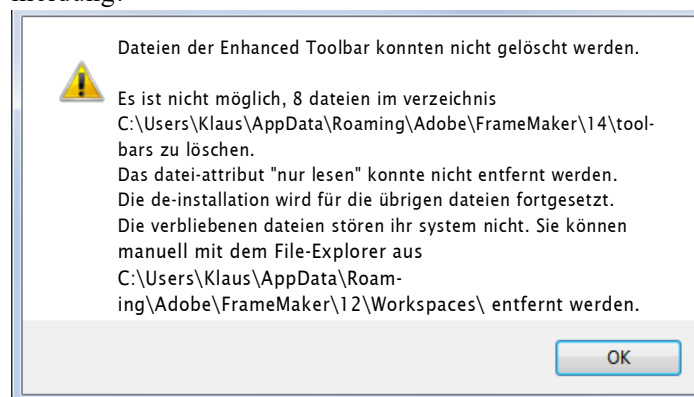 meldung:
Dateien der Enhanced Toolbar konnten nicht gelöscht werden.
Es ist nicht möglich, 8 dateien im verzeichnis
C:\Users\Klaus\AppData\Roaming\Adobe\FrameMaker\14\tool-
bars zu löschen.
Das datei-attribut "nur lesen" konnte nicht entfernt werden.
Die de-installation wird für die übrigen dateien fortgesetzt.
Die verbliebenen dateien stören ihr system nicht. Sie können
manuell mit dem File-Explorer aus
C:\Users\Klaus\AppData\Roam-
ing\Adobe\FrameMaker\12\Workspaces\ entfernt werden.
OK